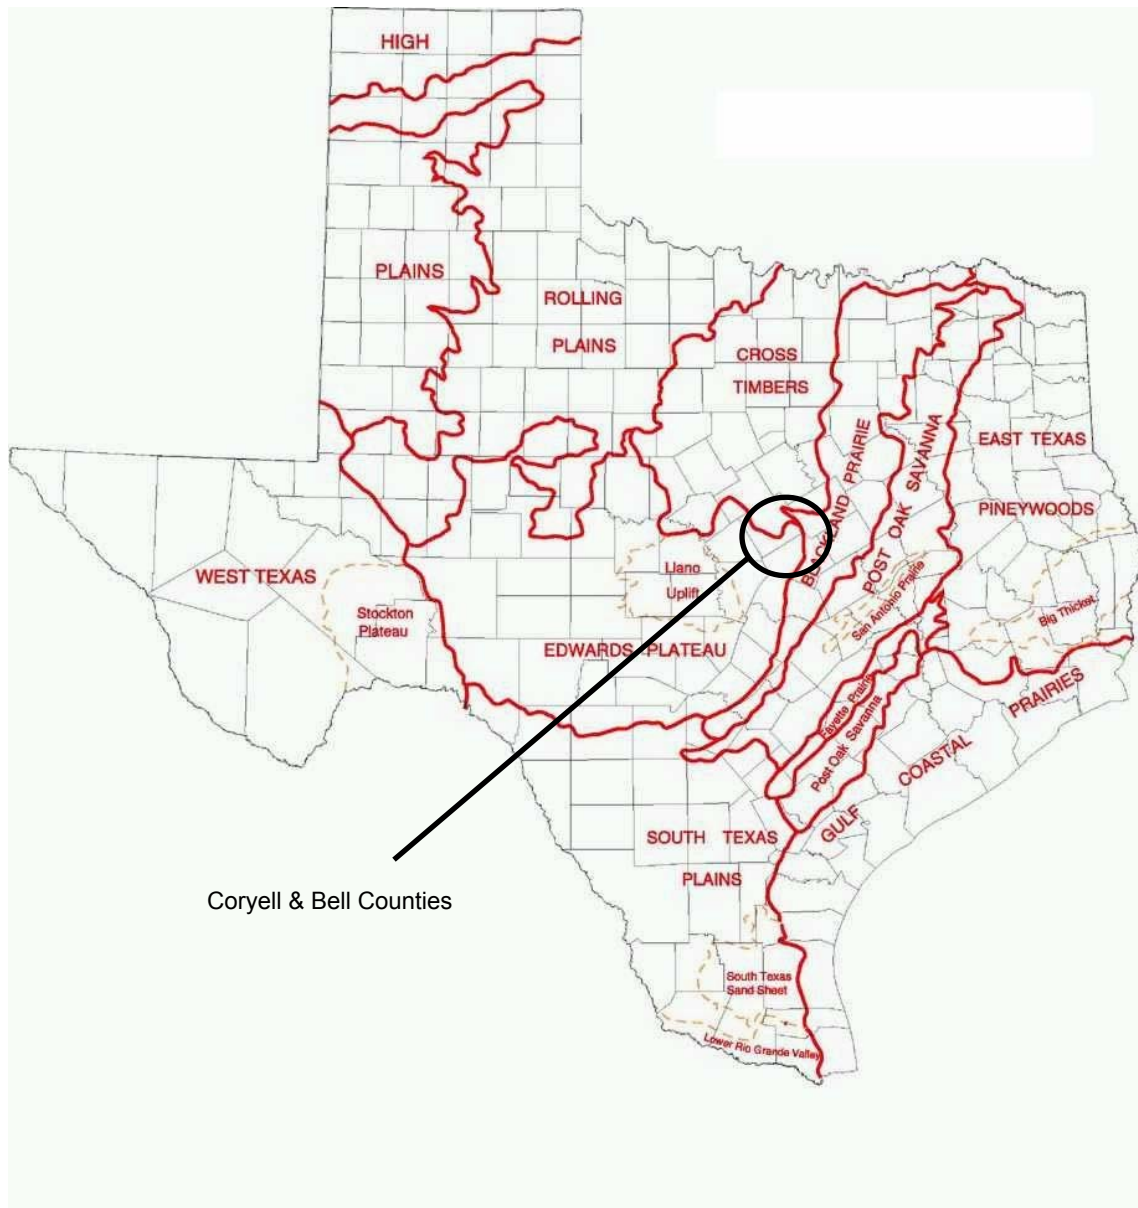 HIGH
PLAINS
ROLLING
PLAINS
CROSS
TIMBERS
BLACKLAND PRAIRIE
POST OAK SAVANNA
EAST TEXAS
PINEYWOODS
WEST TEXAS
Stockton
Plateau
Llano
Uplift
San Antonio Prairie
Big Thicket
EDWARDS PLATEAU
Fayette Prairie
Post Oak Savanna
GULF COASTAL PRAIRIES
SOUTH TEXAS
PLAINS
Coryell & Bell Counties
South Texas
Sand Sheet
Lower Rio Grande Valley